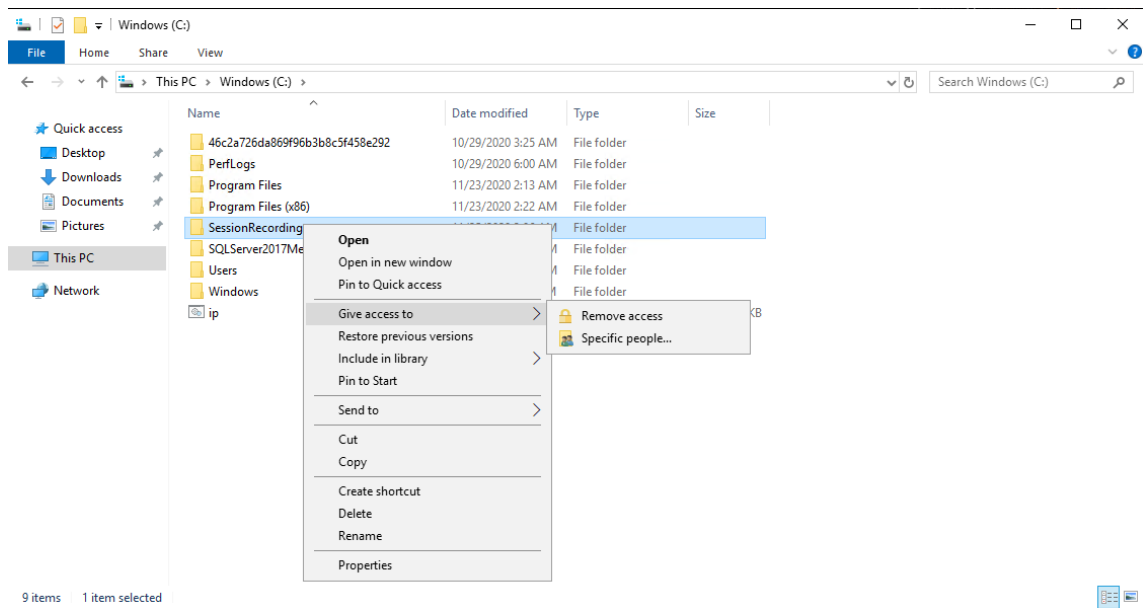 Windows (C:)
File Home Share View
This PC > Windows (C:) >
Search Windows (C:)
Name Date modified Type Size
Quick access
Desktop
Downloads
Documents
Pictures
This PC
Network
46c2a726da869f96b3b8c5f458e292 10/29/2020 3:25 AM File folder
PerfLogs 10/29/2020 6:00 AM File folder
Program Files 11/23/2020 2:13 AM File folder
Program Files (x86) 11/23/2020 2:22 AM File folder
SessionRecording File folder
SQLServer2017Me File folder
Users File folder
Windows File folder
ip KB
Open
Open in new window
Pin to Quick access
Give access to
Restore previous versions
Include in library
Pin to Start
Send to
Cut
Copy
Create shortcut
Delete
Rename
Properties
Remove access
Specific people...
9 items 1 item selected